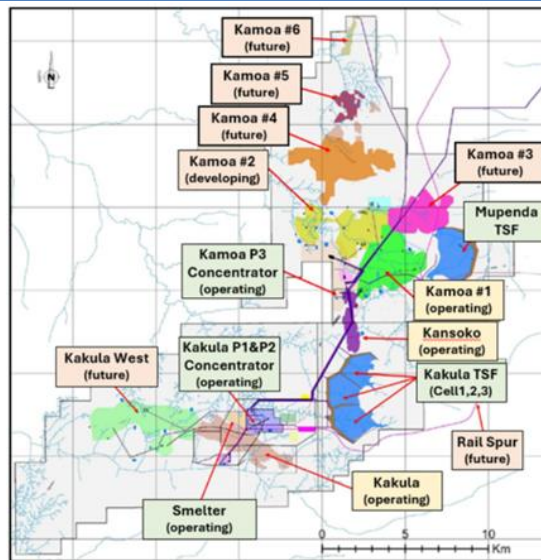 Kamoa #6
(future)
Kamoa #5
(future)
Kamoa #4
(future)
Kamoa #2
(developing)
Kamoa #3
(future)
Mupenda
TSF
Kamoa P3
Concentrator
(operating)
Kamoa #1
(operating)
Kansoko
(operating)
Kakula P1&P2
Concentrator
(operating)
Kakula West
(future)
Kakula TSF
(Cell1,2,3)
Rail Spur
(future)
Kakula
(operating)
Smelter
(operating)
0 5 10
Km